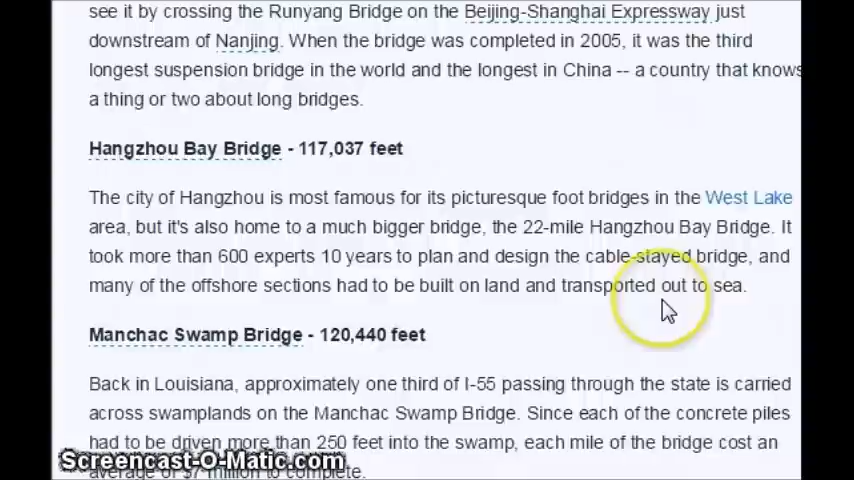 see it by crossing the Runyang Bridge on the Beijing-Shanghai Expressway just
downstream of Nanjing. When the bridge was completed in 2005, it was the third
longest suspension bridge in the world and the longest in China -- a country that knows
a thing or two about long bridges.
Hangzhou Bay Bridge - 117,037 feet
The city of Hangzhou is most famous for its picturesque foot bridges in the West Lake
area, but it's also home to a much bigger bridge, the 22-mile Hangzhou Bay Bridge. It
took more than 600 experts 10 years to plan and design the cable-stayed bridge, and
many of the offshore sections had to be built on land and transported out to sea.
Manchac Swamp Bridge - 120,440 feet
Back in Louisiana, approximately one third of I-55 passing through the state is carried
across swamplands on the Manchac Swamp Bridge. Since each of the concrete piles
had to be driven more than 250 feet into the swamp, each mile of the bridge cost an
average of $7 million to complete.
Screencast-O-Matic.com